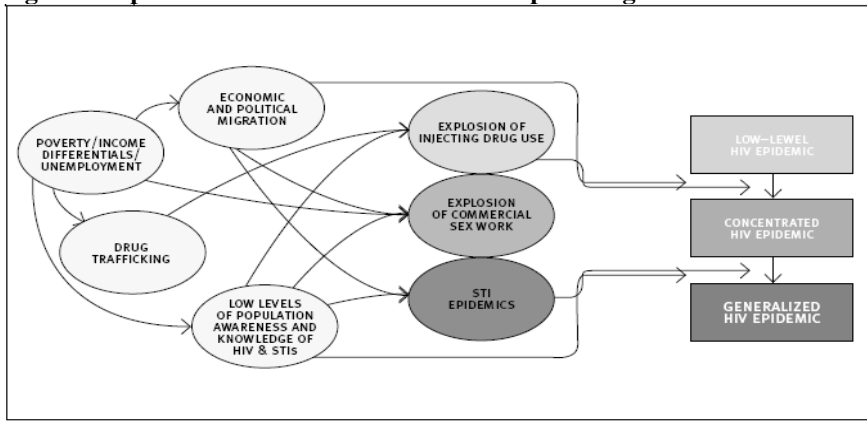 ECONOMIC
AND POLITICAL
MIGRATION
POVERTY/INCOME
DIFFERENTIALS/
UNEMPLOYMENT
DRUG
TRAFFICKING
LOW LEVELS
OF POPULATION
AWARENESS AND
KNOWLEDGE OF
HIV & STIs
EXPLOSION OF
INJECTING DRUG USE
EXPLOSION
OF COMMERCIAL
SEX WORK
STI
EPIDEMICS
LOW-LEWEL
HIV EPIDEMIC
CONCENTRATED
HIV EPIDEMIC
GENERALIZED
HIV EPIDEMIC